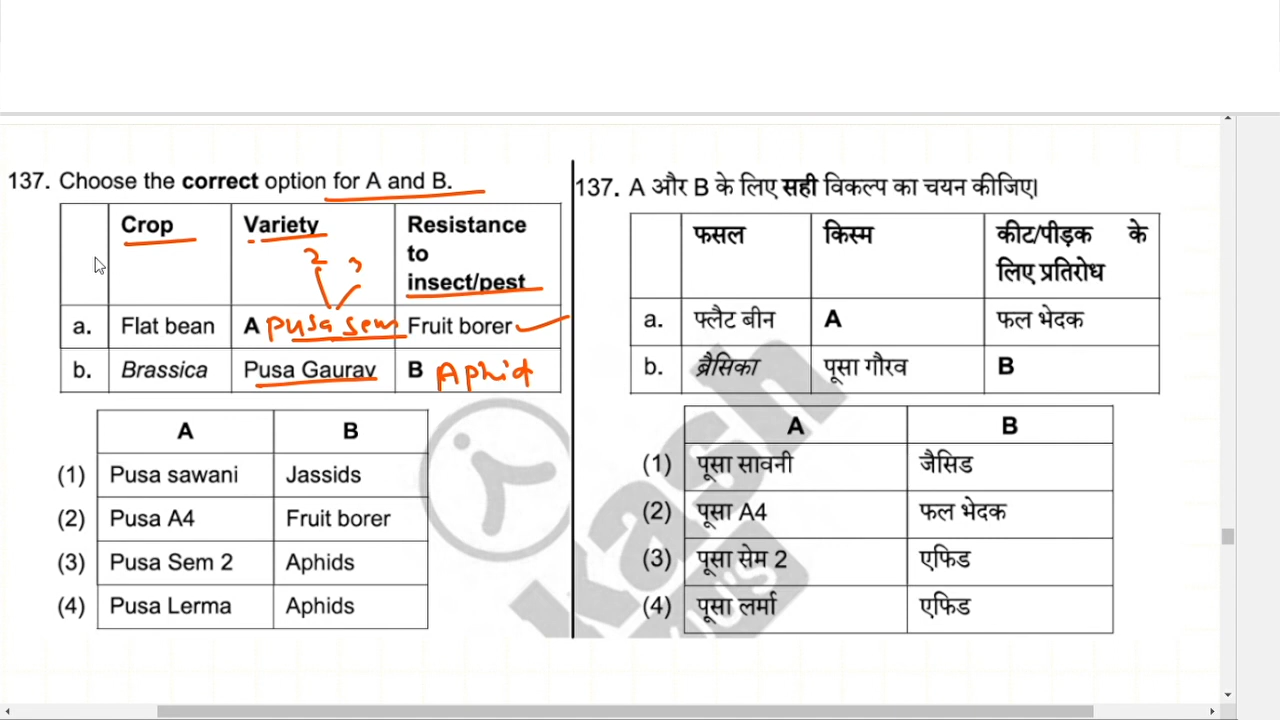 137. Choose the correct option for A and B.
Crop Variety Resistance to insect/pest
2 3
a. Flat bean A Pusa sem Fruit borer
b. Brassica Pusa Gaurav B Aphid
A B
(1) Pusa sawani Jassids
(2) Pusa A4 Fruit borer
(3) Pusa Sem 2 Aphids
(4) Pusa Lerma Aphids
137. A और B के लिए सही विकल्प का चयन कीजिए।
फसल किस्म कीट/पीड़क के लिए प्रतिरोध
a. फ्लैट बीन A फल भेदक
b. ब्रैसिका पूसा गौरव B
A B
(1) पूसा सावनी जैसिड
(2) पूसा A4 फल भेदक
(3) पूसा सेम 2 एफिड
(4) पूसा लर्मा एफिड
kash